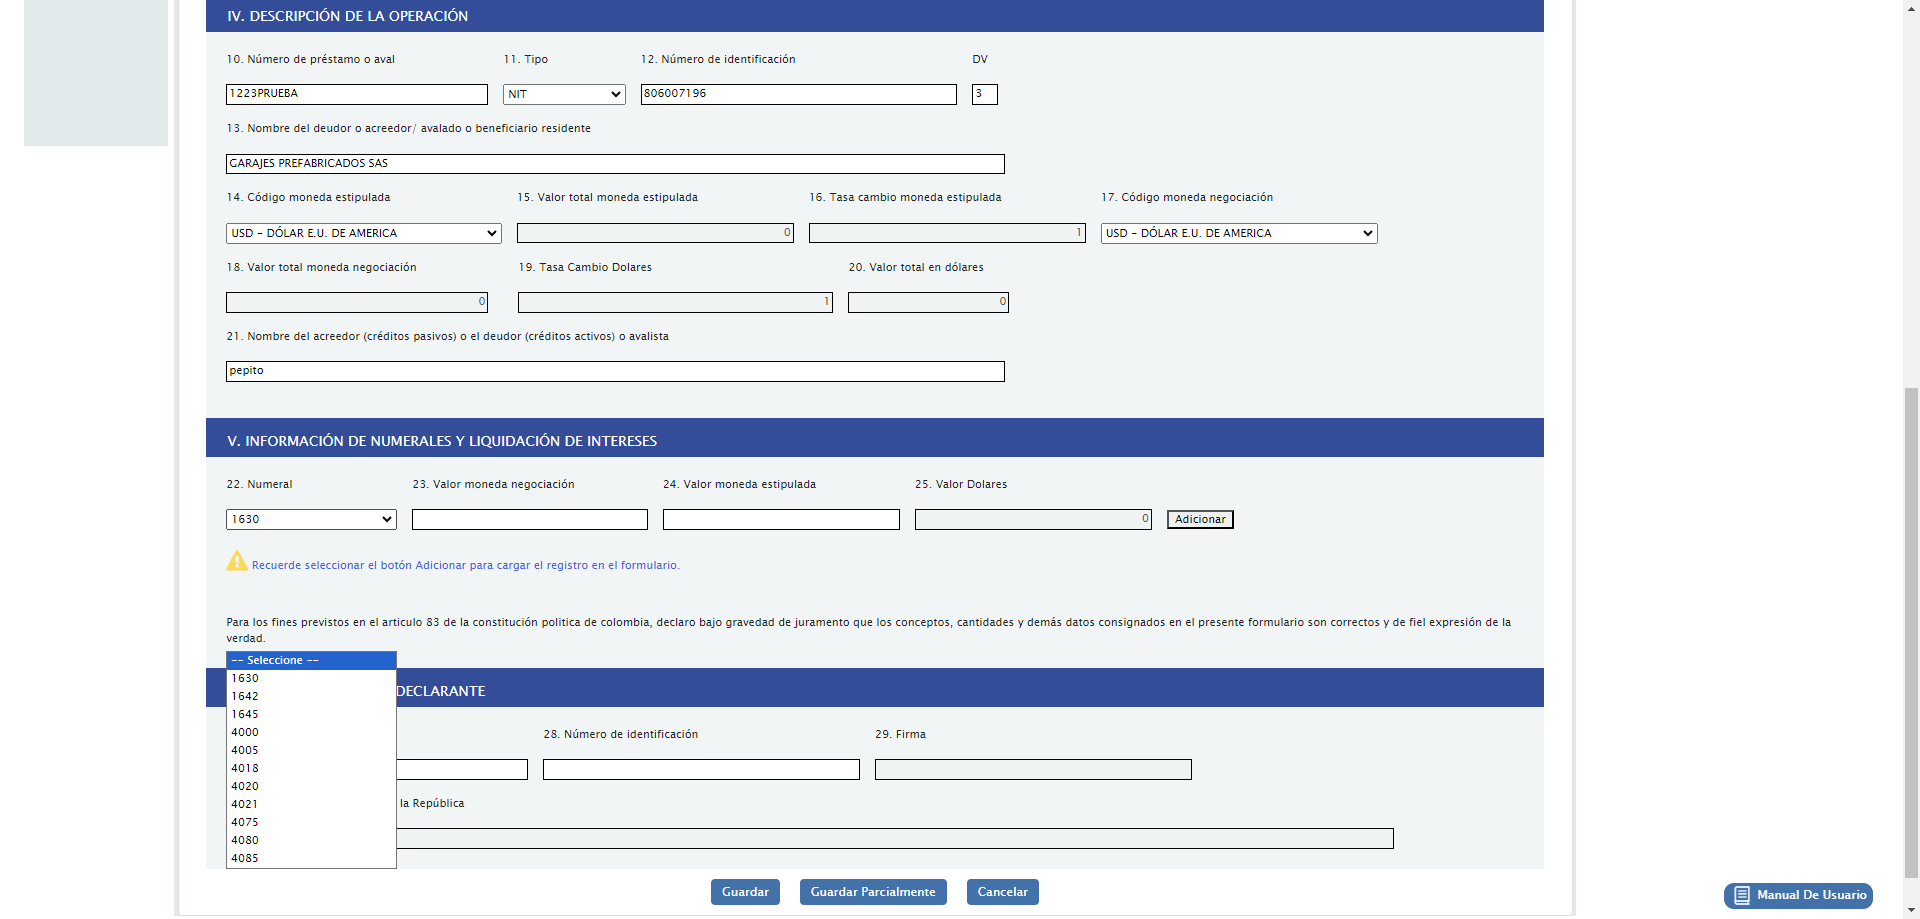 IV. DESCRIPCIÓN DE LA OPERACIÓN
10. Número de préstamo o aval 11. Tipo 12. Número de identificación DV
1223PRUEBA NIT 806007196 3
13. Nombre del deudor o acreedor/ avalado o beneficiario residente
GARAJES PREFABRICADOS SAS
14. Código moneda estipulada 15. Valor total moneda estipulada 16. Tasa cambio moneda estipulada 17. Código moneda negociación
USD - DÓLAR E.U. DE AMERICA 0 1 USD - DÓLAR E.U. DE AMERICA
18. Valor total moneda negociación 19. Tasa Cambio Dolares 20. Valor total en dólares
0 1 0
21. Nombre del acreedor (créditos pasivos) o el deudor (créditos activos) o avalista
pepito
V. INFORMACIÓN DE NUMERALES Y LIQUIDACIÓN DE INTERESES
22. Numeral 23. Valor moneda negociación 24. Valor moneda estipulada 25. Valor Dolares
1630 0 Adicionar
Recuerde seleccionar el botón Adicionar para cargar el registro en el formulario.
Para los fines previstos en el articulo 83 de la constitución politica de colombia, declaro bajo gravedad de juramento que los conceptos, cantidades y demás datos consignados en el presente formulario son correctos y de fiel expresión de la
verdad.
-- Seleccione --
1630
1642
1645
4000
4005
4018
4020
4021
4075
4080
4085
DECLARANTE
28. Número de identificación 29. Firma
la República
Guardar Guardar Parcialmente Cancelar
Manual De Usuario